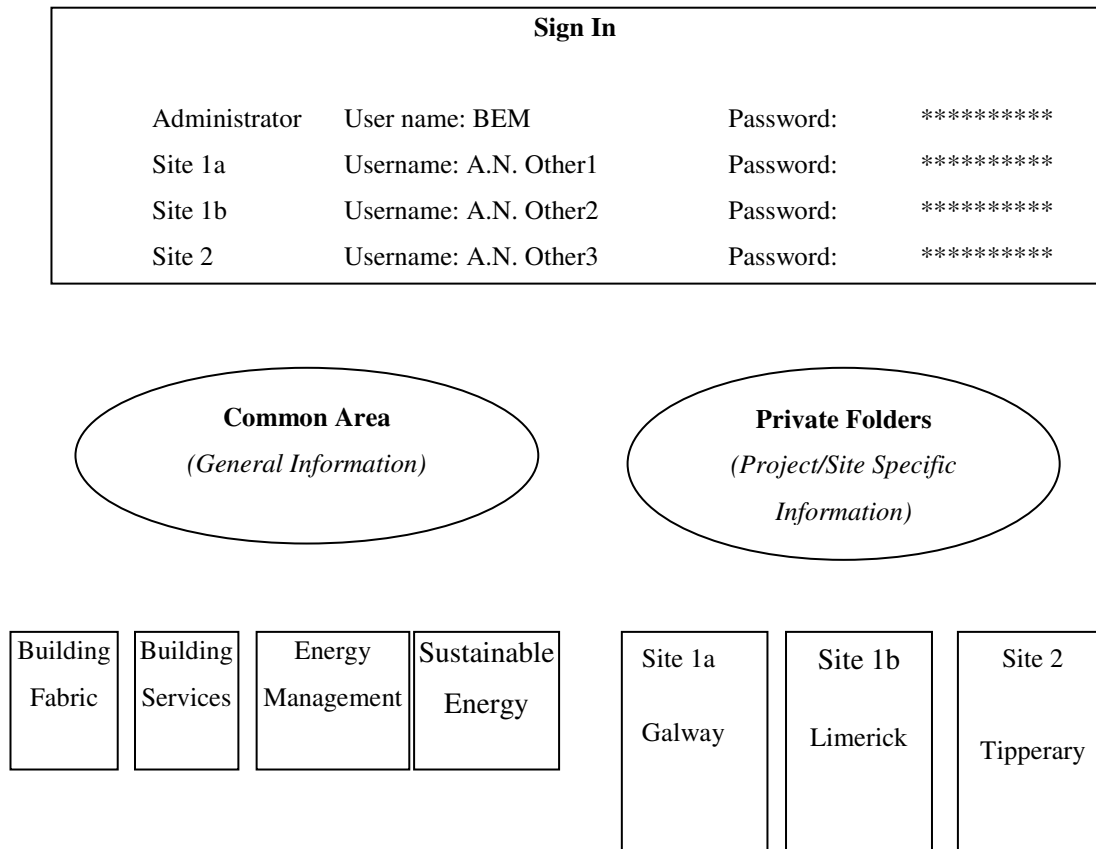 Sign In
Administrator User name: BEM Password: **********
Site 1a Username: A.N. Other1 Password: **********
Site 1b Username: A.N. Other2 Password: **********
Site 2 Username: A.N. Other3 Password: **********
Common Area
(General Information)
Private Folders
(Project/Site Specific
Information)
Building
Fabric
Building
Services
Energy
Management
Sustainable
Energy
Site 1a
Galway
Site 1b
Limerick
Site 2
Tipperary